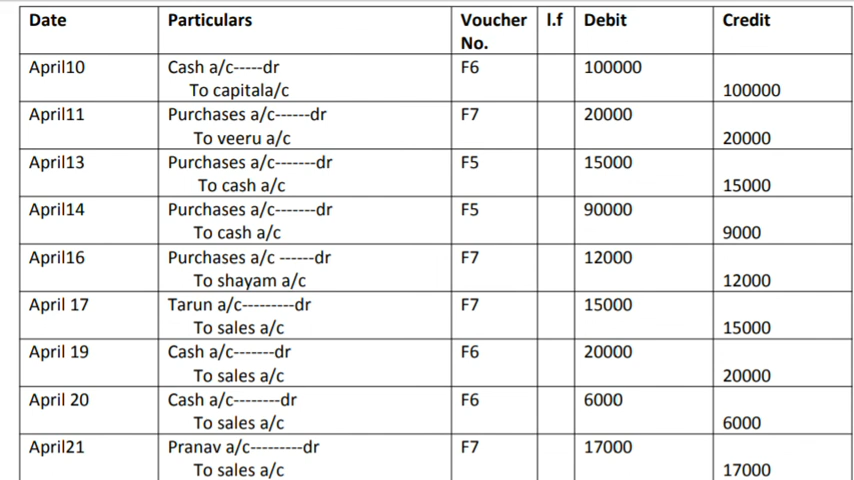 Date Particulars Voucher No. l.f Debit Credit
April10 Cash a/c-----dr F6 100000
To capitala/c 100000
April11 Purchases a/c------dr F7 20000
To veeru a/c 20000
April13 Purchases a/c-------dr F5 15000
To cash a/c 15000
April14 Purchases a/c-------dr F5 90000
To cash a/c 9000
April16 Purchases a/c ------dr F7 12000
To shayam a/c 12000
April 17 Tarun a/c---------dr F7 15000
To sales a/c 15000
April 19 Cash a/c-------dr F6 20000
To sales a/c 20000
April 20 Cash a/c--------dr F6 6000
To sales a/c 6000
April21 Pranav a/c---------dr F7 17000
To sales a/c 17000